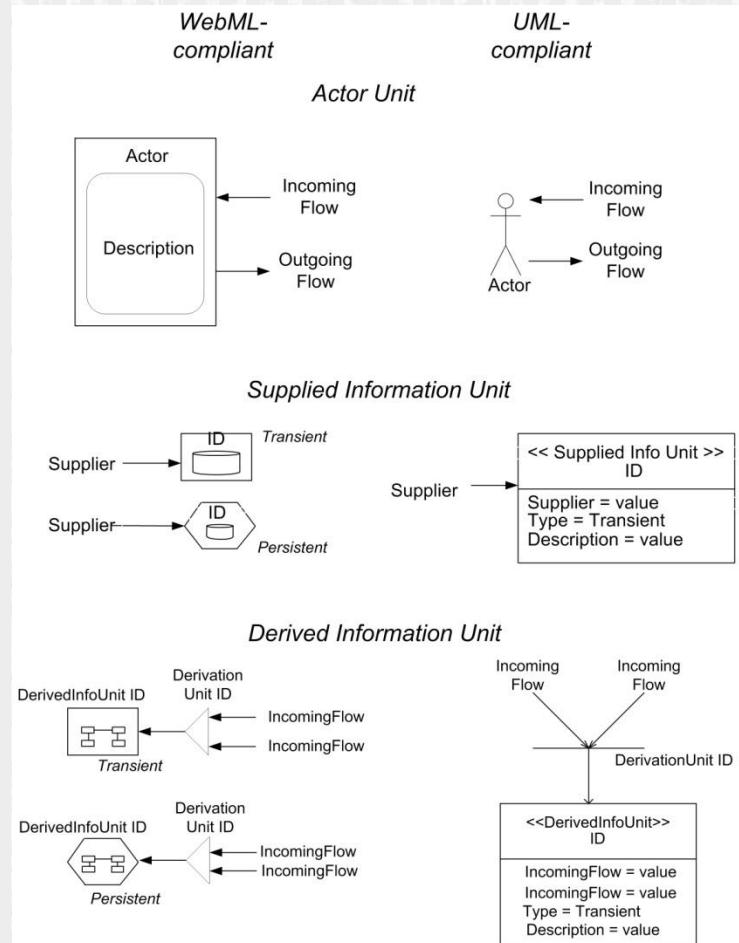 WebML-
compliant
UML-
compliant
Actor Unit
Actor
Description
Incoming
Flow
Outgoing
Flow
Incoming
Flow
Outgoing
Flow
Actor
Supplied Information Unit
Supplier
ID
Transient
Supplier
ID
Persistent
Supplier
<< Supplied Info Unit >>
ID
Supplier = value
Type = Transient
Description = value
Derived Information Unit
DerivedInfoUnit ID
Derivation
Unit ID
IncomingFlow
IncomingFlow
Transient
DerivedInfoUnit ID
Derivation
Unit ID
IncomingFlow
IncomingFlow
Persistent
Incoming
Flow
Incoming
Flow
DerivationUnit ID
<<DerivedInfoUnit>>
ID
IncomingFlow = value
IncomingFlow = value
Type = Transient
Description = value